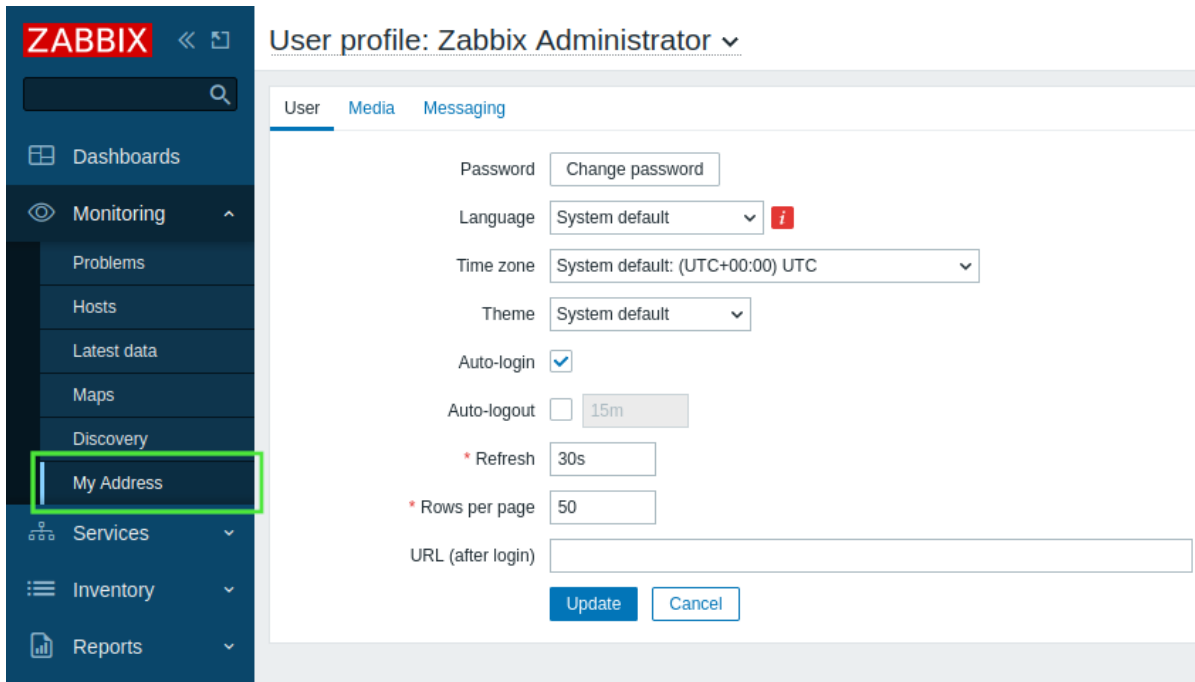 ZABBIX
Dashboards
Monitoring
Problems
Hosts
Latest data
Maps
Discovery
My Address
Services
Inventory
Reports
User profile: Zabbix Administrator
User Media Messaging
Password Change password
Language System default i
Time zone System default: (UTC+00:00) UTC
Theme System default
Auto-login
Auto-logout 15m
* Refresh 30s
* Rows per page 50
URL (after login)
Update Cancel